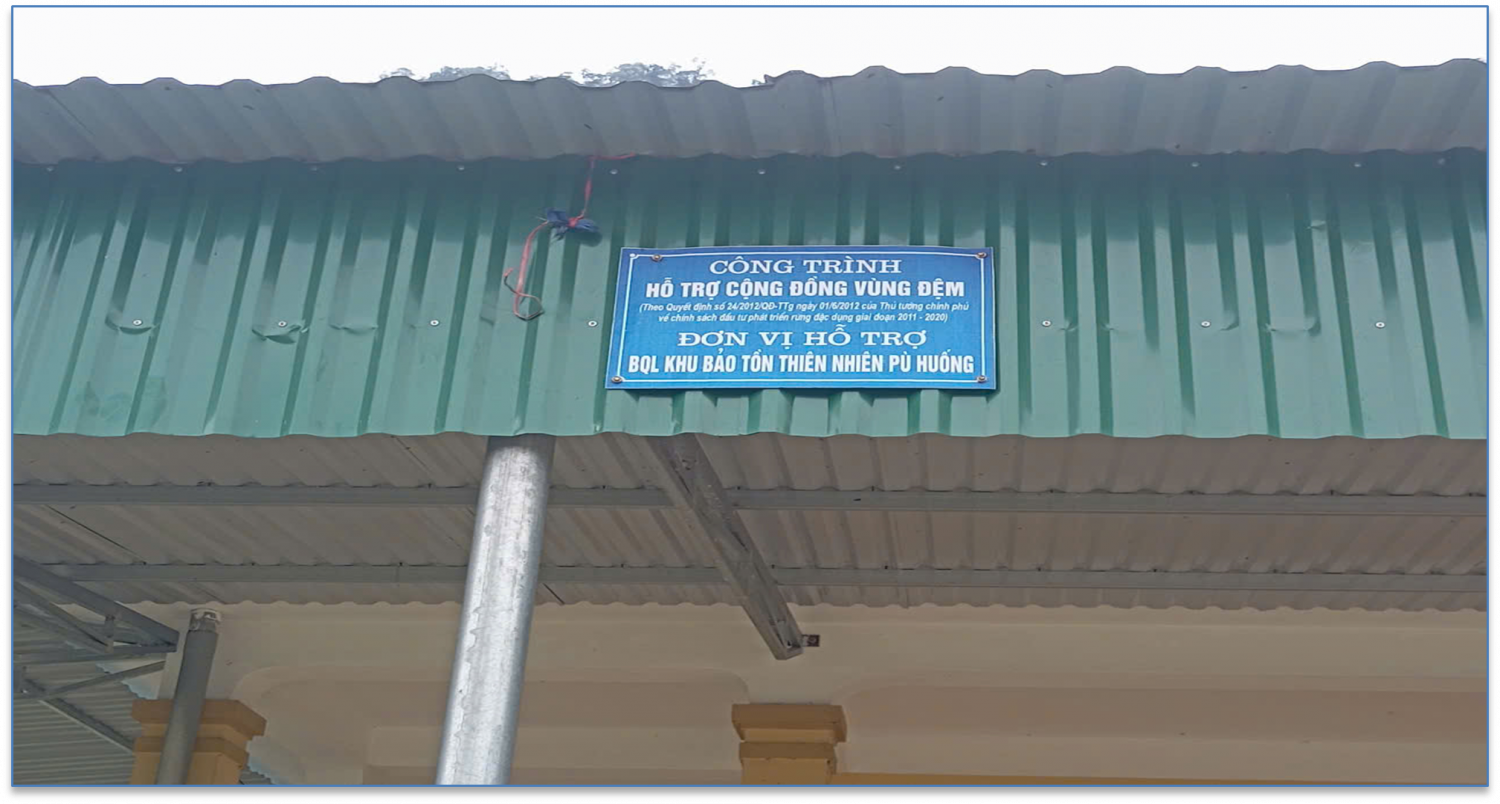 CÔNG TRÌNH
HỖ TRỢ CỘNG ĐỒNG VÙNG ĐỆM
(Theo Quyết định số 24/2012/QĐ-TTg ngày 01/6/2012 của Thủ tướng chính phủ
về chính sách đầu tư phát triển rừng đặc dụng giai đoạn 2011 - 2020)
ĐƠN VỊ HỖ TRỢ
BQL KHU BẢO TỒN THIÊN NHIÊN PÙ HUỐNG